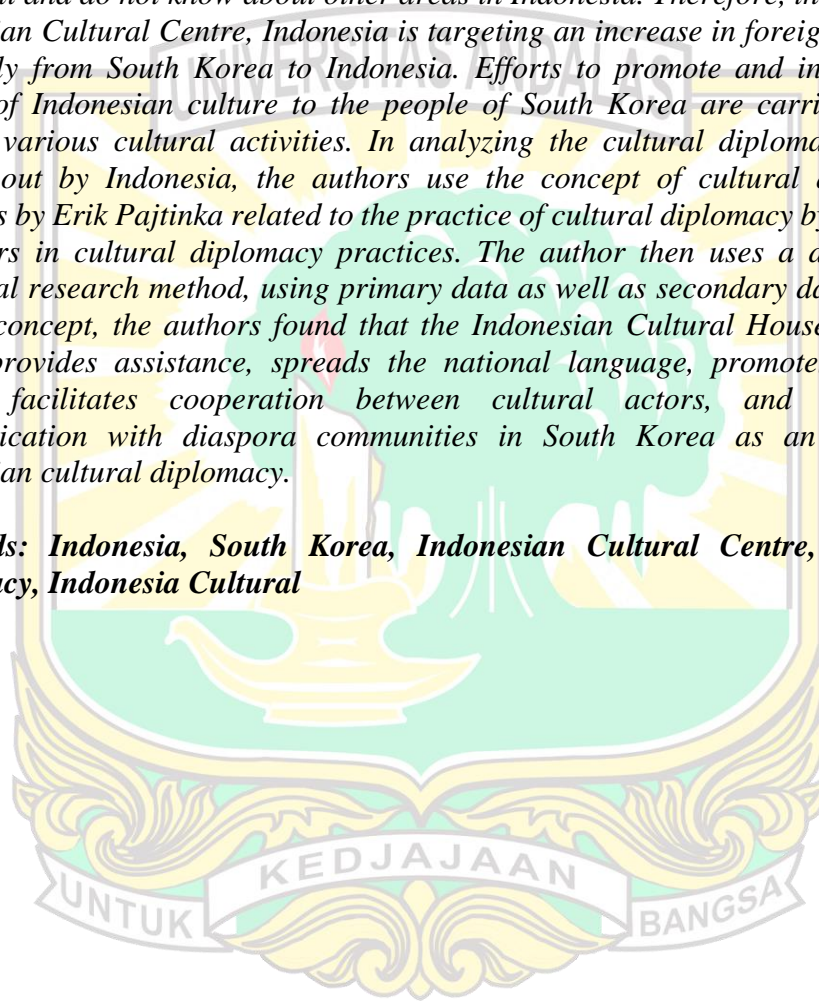 and do not know about other areas in Indonesia. Therefore, in
ian Cultural Centre, Indonesia is targeting an increase in foreig
ly from South Korea to Indonesia. Efforts to promote and in
of Indonesian culture to the people of South Korea are carri
various cultural activities. In analyzing the cultural diploma
out by Indonesia, the authors use the concept of cultural
s by Erik Pajtinka related to the practice of cultural diplomacy by
rs in cultural diplomacy practices. The author then uses a d
al research method, using primary data as well as secondary da
concept, the authors found that the Indonesian Cultural House
provides assistance, spreads the national language, promote
facilitates cooperation between cultural actors, and
ication with diaspora communities in South Korea as an
ian cultural diplomacy.
ls: Indonesia, South Korea, Indonesian Cultural Centre,
acy, Indonesia Cultural
UNIVERSITAS ANDALAS
KEDJAJAAN
UNTUK BANGSA